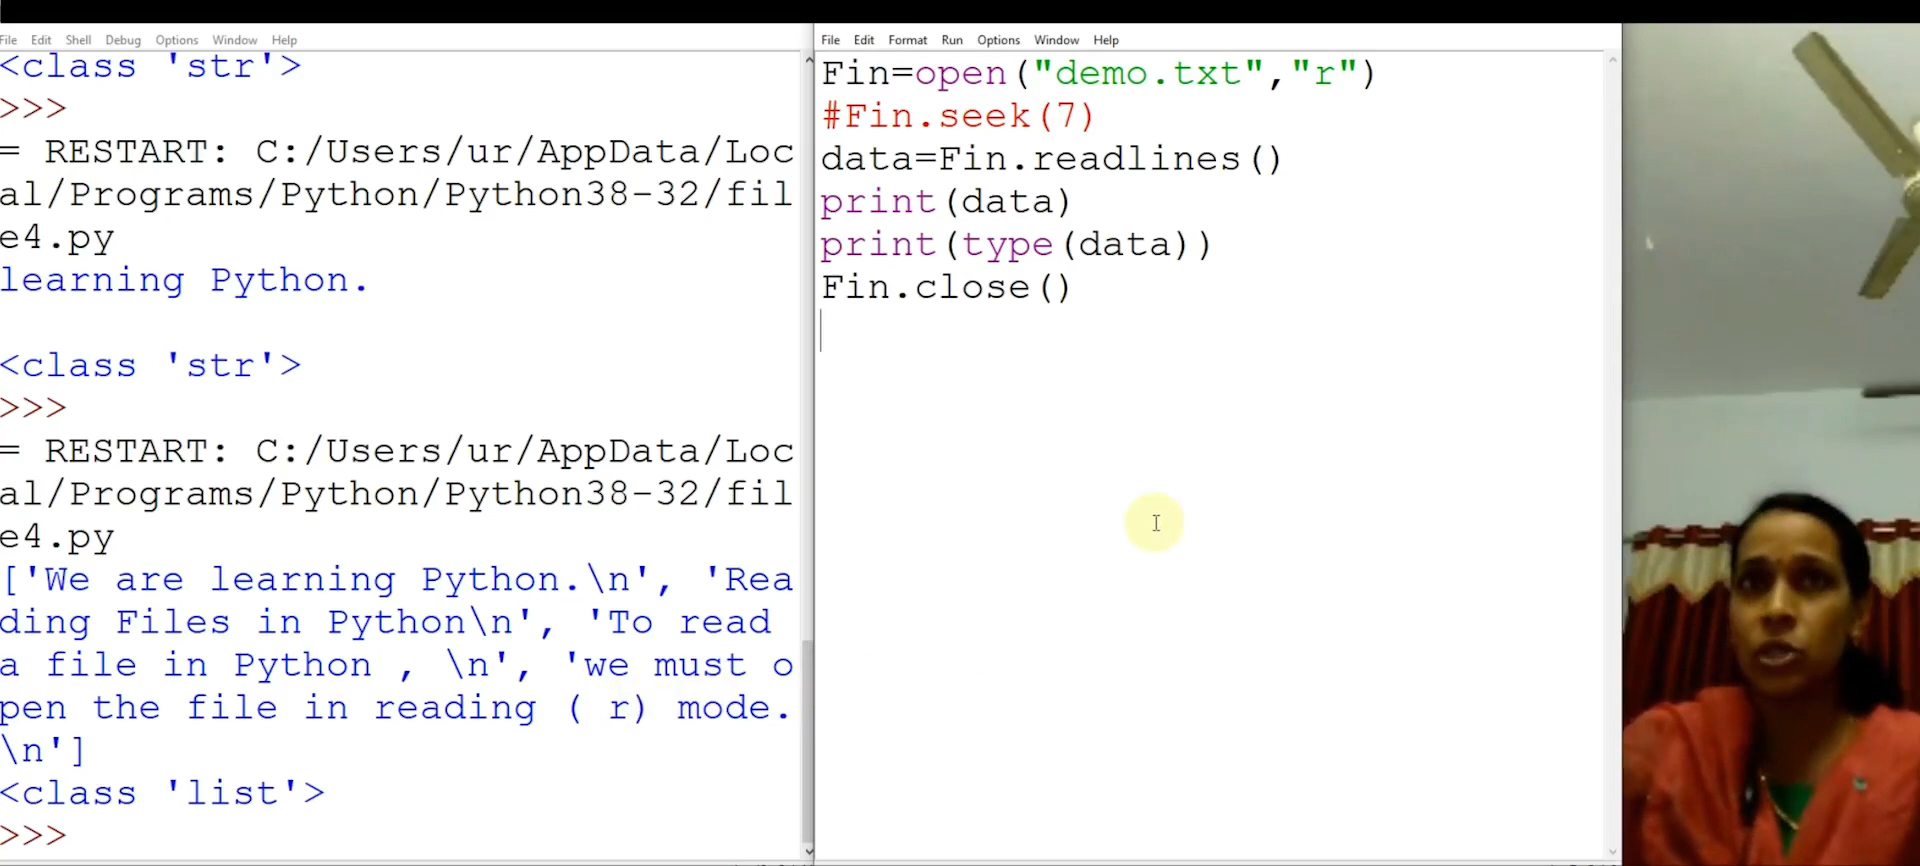 File Edit Shell Debug Options Window Help
<class 'str'>
>>>
= RESTART: C:/Users/ur/AppData/Loc
al/Programs/Python/Python38-32/fil
e4.py
learning Python.
<class 'str'>
>>>
= RESTART: C:/Users/ur/AppData/Loc
al/Programs/Python/Python38-32/fil
e4.py
['We are learning Python.\n', 'Rea
ding Files in Python\n', 'To read
a file in Python , \n', 'we must o
pen the file in reading ( r) mode.
\n']
<class 'list'>
>>>
File Edit Format Run Options Window Help
Fin=open("demo.txt","r")
#Fin.seek(7)
data=Fin.readlines()
print(data)
print(type(data))
Fin.close()